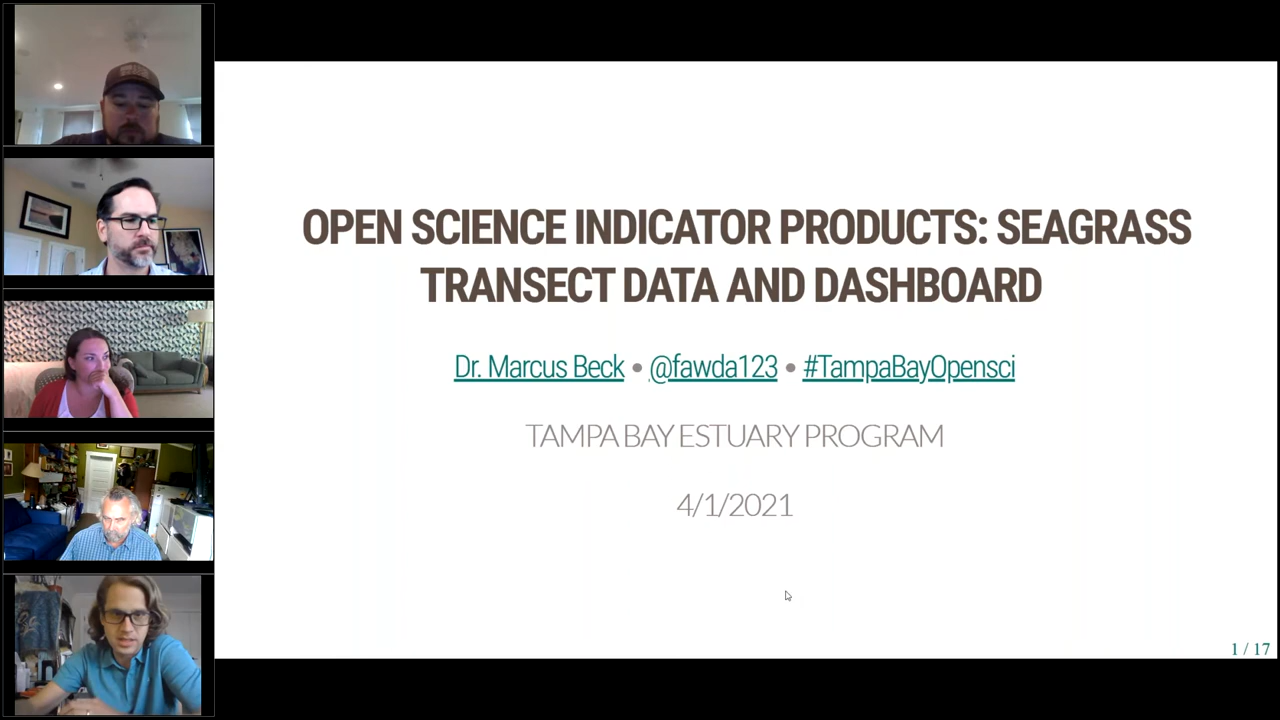 OPEN SCIENCE INDICATOR PRODUCTS: SEAGRASS
TRANSECT DATA AND DASHBOARD
Dr. Marcus Beck • @fawda123 • #TampaBayOpensci
TAMPA BAY ESTUARY PROGRAM
4/1/2021
1 / 17